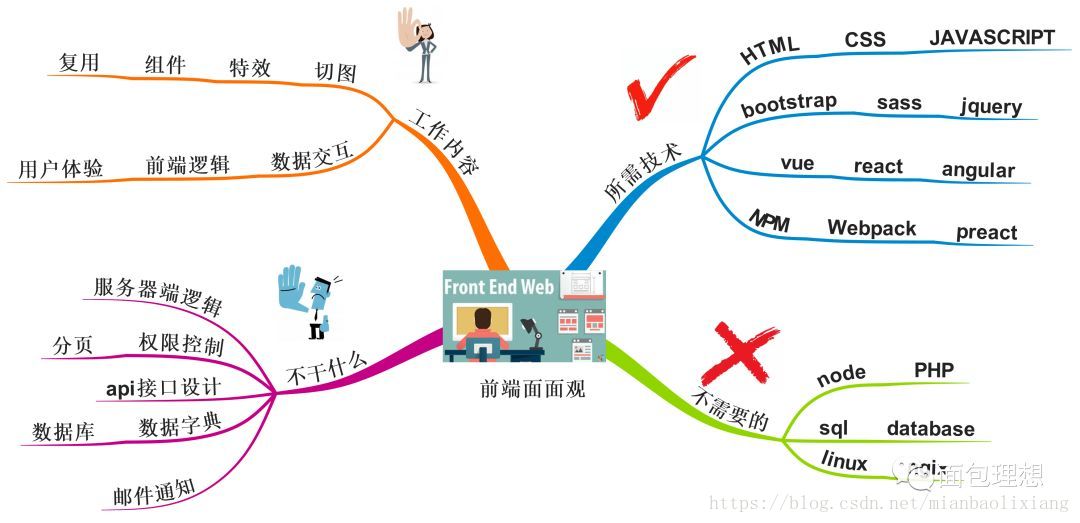 复用 组件 特效 切图
工作内容
用户体验 前端逻辑 数据交互
所需技术
HTML CSS JAVASCRIPT
bootstrap sass jquery
vue react angular
NPM Webpack preact
Front End Web
前端面面观
不干什么
服务器端逻辑
分页 权限控制
api接口设计
数据库 数据字典
邮件通知
不需要的
node PHP
sql database
linux
面包理想
https://blog.csdn.net/mianbaolixiang